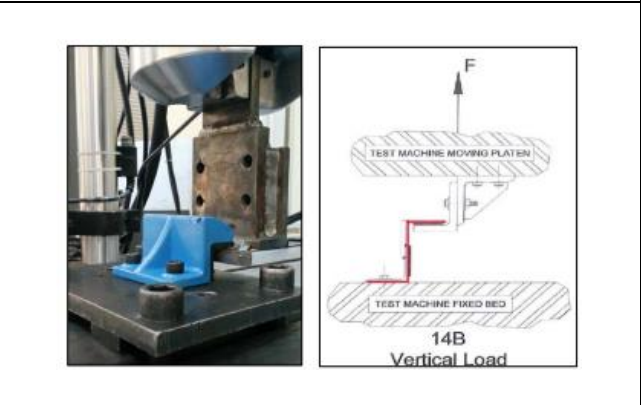 F
TEST MACHINE MOVING PLATEN
TEST MACHINE FIXED BED
14B
Vertical Load